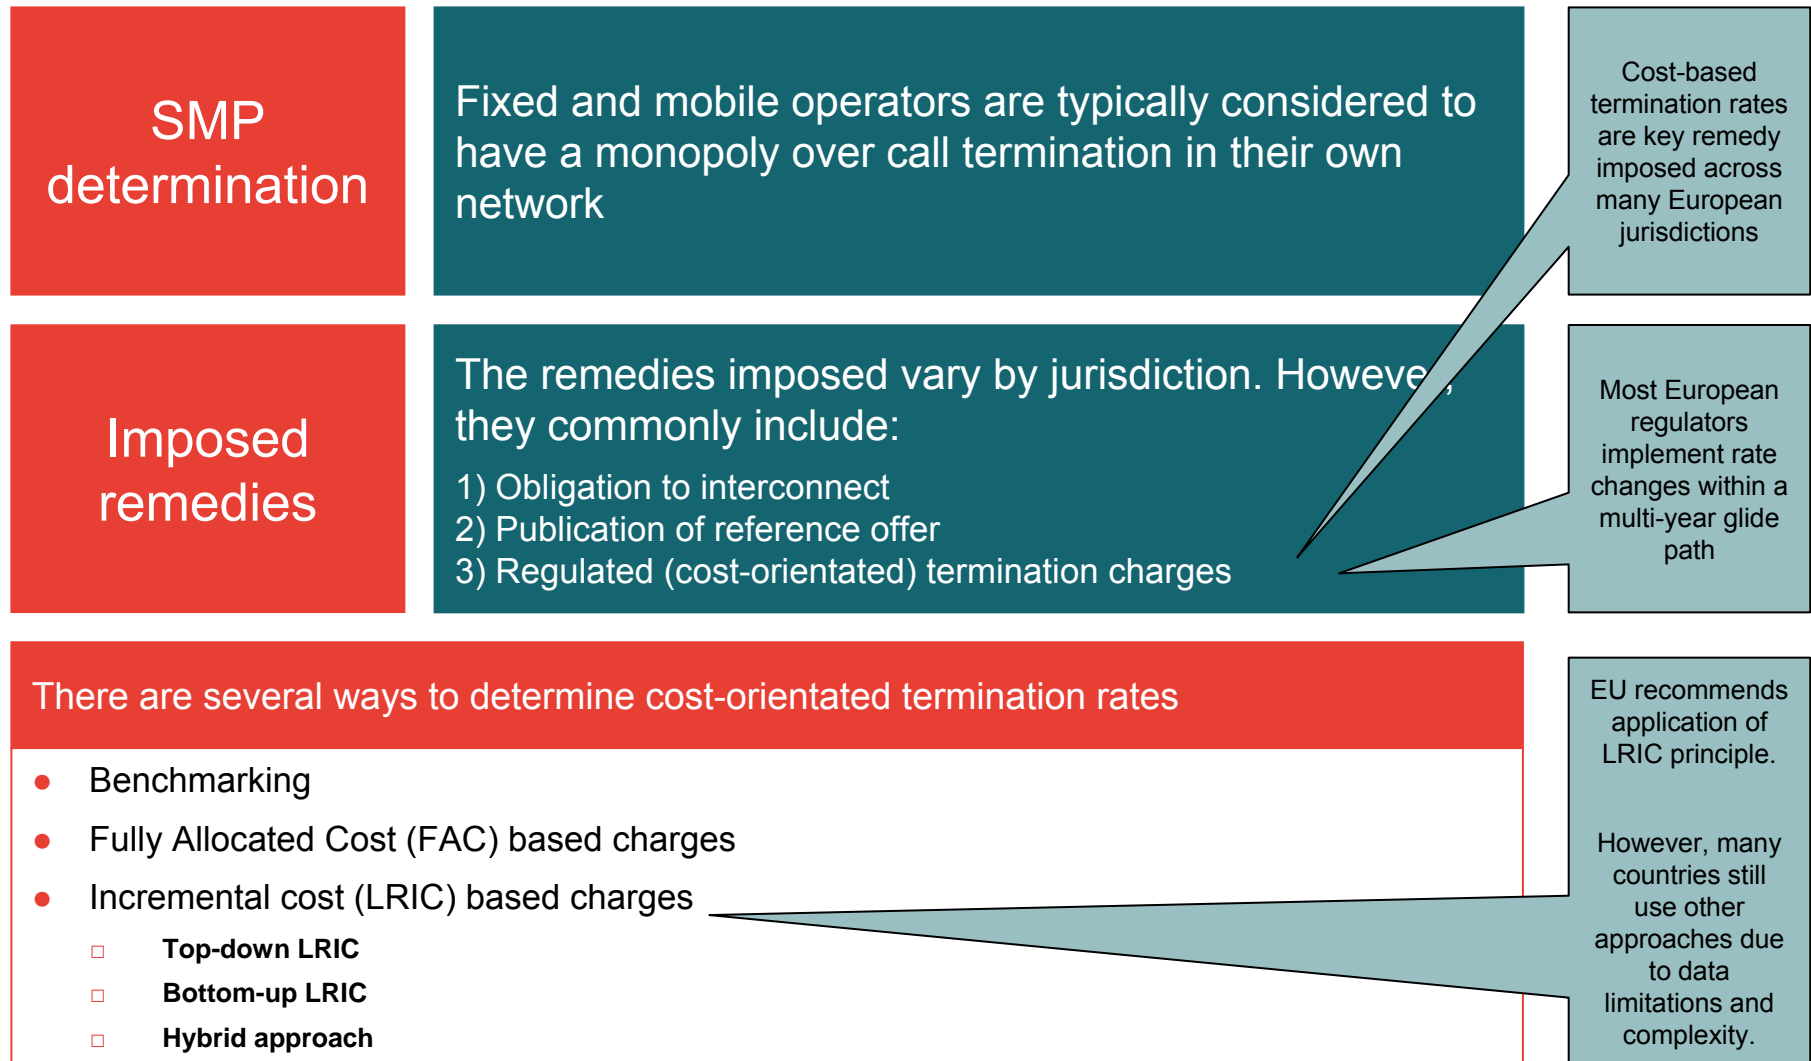 SMP
determination
Fixed and mobile operators are typically considered to
have a monopoly over call termination in their own
network
Cost-based
termination rates
are key remedy
imposed across
many European
jurisdictions
Imposed
remedies
The remedies imposed vary by jurisdiction. However,
they commonly include:
1) Obligation to interconnect
2) Publication of reference offer
3) Regulated (cost-orientated) termination charges
Most European
regulators
implement rate
changes within a
multi-year glide
path
There are several ways to determine cost-orientated termination rates
● Benchmarking
● Fully Allocated Cost (FAC) based charges
● Incremental cost (LRIC) based charges
□ Top-down LRIC
□ Bottom-up LRIC
□ Hybrid approach
EU recommends
application of
LRIC principle.
However, many
countries still
use other
approaches due
to data
limitations and
complexity.